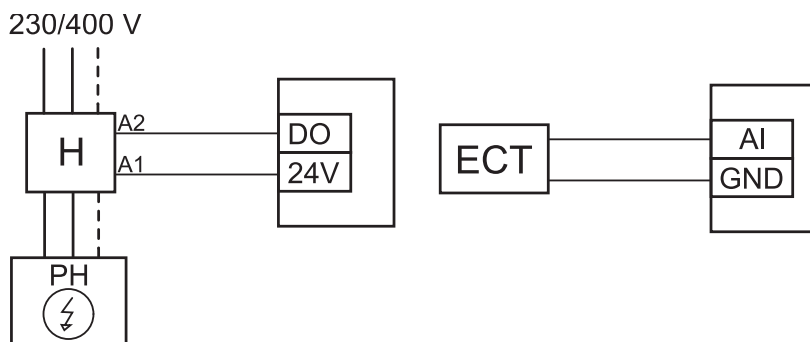 230/400 V
H
A2
A1
DO
24V
PH
ECT
AI
GND